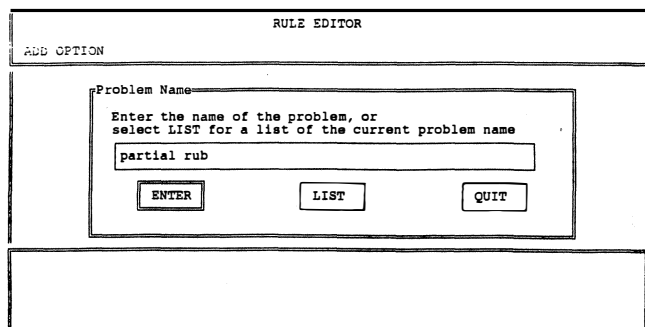 RULE EDITOR
ADD OPTION
Problem Name
Enter the name of the problem, or
select LIST for a list of the current problem name
partial rub
ENTER
LIST
QUIT